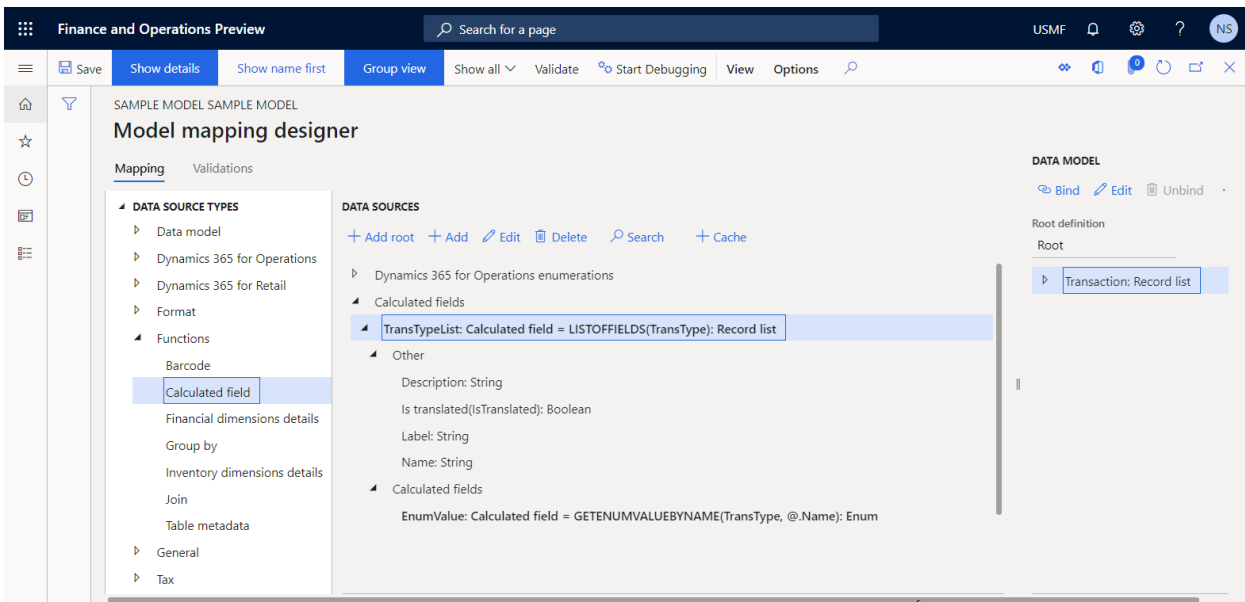 Finance and Operations Preview
Search for a page
USMF
?
NS
Save
Show details
Show name first
Group view
Show all
Validate
Start Debugging
View
Options
0
SAMPLE MODEL SAMPLE MODEL
Model mapping designer
Mapping
Validations
DATA SOURCE TYPES
Data model
Dynamics 365 for Operations
Dynamics 365 for Retail
Format
Functions
Barcode
Calculated field
Financial dimensions details
Group by
Inventory dimensions details
Join
Table metadata
General
Tax
DATA SOURCES
+ Add root
+ Add
Edit
Delete
Search
+ Cache
Dynamics 365 for Operations enumerations
Calculated fields
TransTypeList: Calculated field = LISTOFFIELDS(TransType): Record list
Other
Description: String
Is translated(IsTranslated): Boolean
Label: String
Name: String
Calculated fields
EnumValue: Calculated field = GETENUMVALUEBYNAME(TransType, @.Name): Enum
DATA MODEL
Bind
Edit
Unbind
Root definition
Root
Transaction: Record list